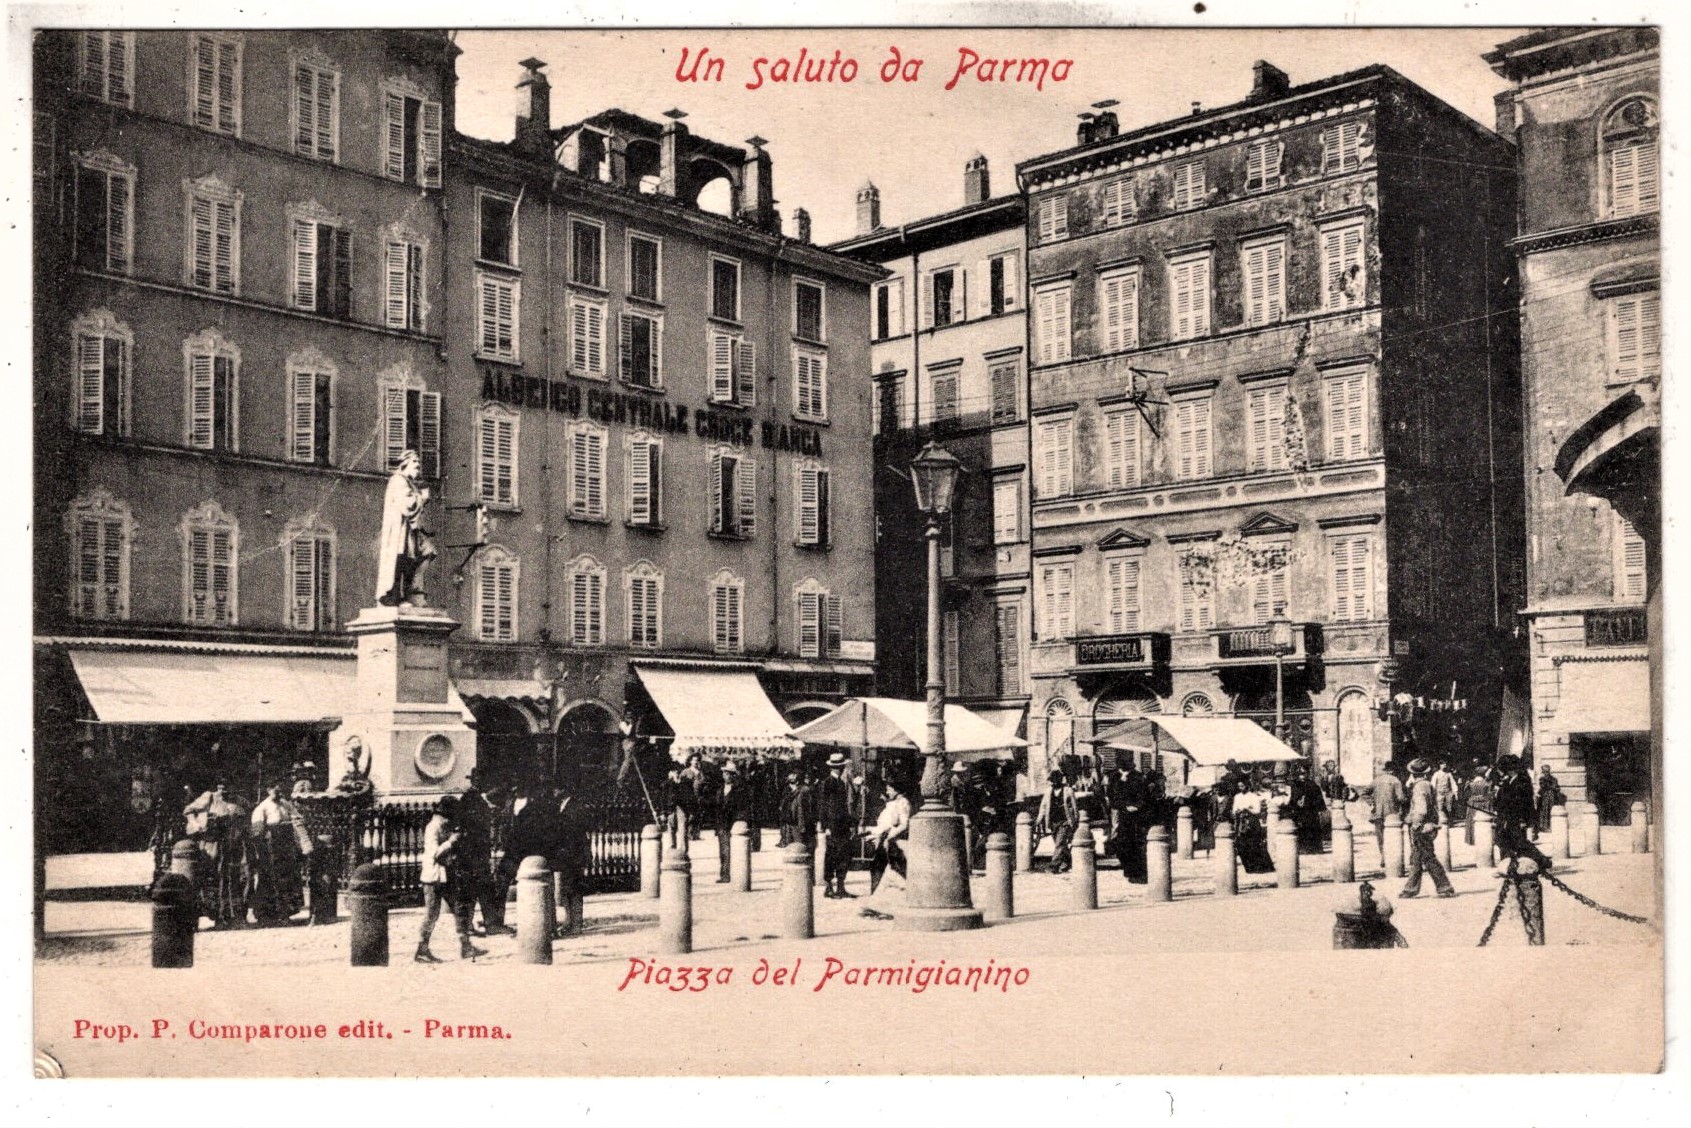 Un saluto da Parma
ALBERGO CENTRALE CROCE BIANCA
DROGHERIA
Piazza del Parmigianino
Prop. P. Comparone edit. - Parma.